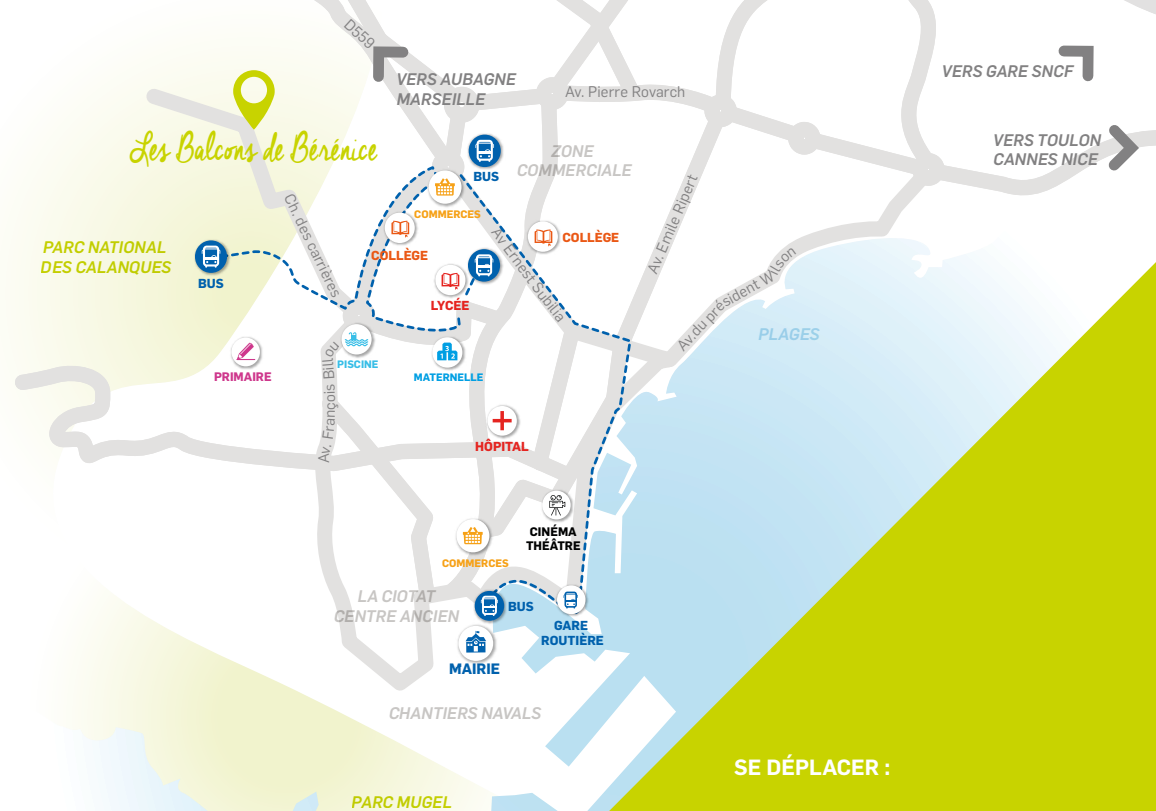 D559
VERS AUBAGNE
MARSEILLE
VERS GARE SNCF
Av. Pierre Rovarch
VERS TOULON
CANNES NICE
Les Balcons de Bérénice
BUS
ZONE
COMMERCIALE
COMMERCES
Ch. des carrières
COLLÈGE
Av Ernest Subilia
COLLÈGE
Av. Emile Ripert
PARC NATIONAL
DES CALANQUES
BUS
LYCÉE
Av.du président Wilson
PLAGES
PRIMAIRE
PISCINE
MATERNELLE
3
1 2
Av. François Billou
HÔPITAL
CINÉMA
THÉÂTRE
COMMERCES
LA CIOTAT
CENTRE ANCIEN
BUS
GARE
ROUTIÈRE
MAIRIE
CHANTIERS NAVALS
SE DÉPLACER :
PARC MUGEL